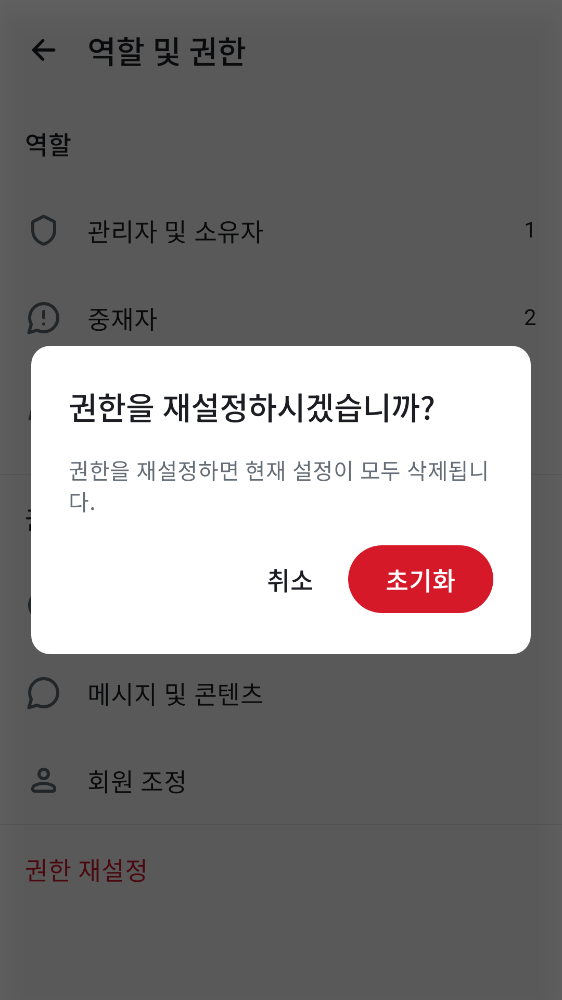 역할 및 권한
역할
관리자 및 소유자
1
중재자
2
권한을 재설정하시겠습니까?
권한을 재설정하면 현재 설정이 모두 삭제됩니
다.
취소
초기화
메시지 및 콘텐츠
회원 조정
권한 재설정